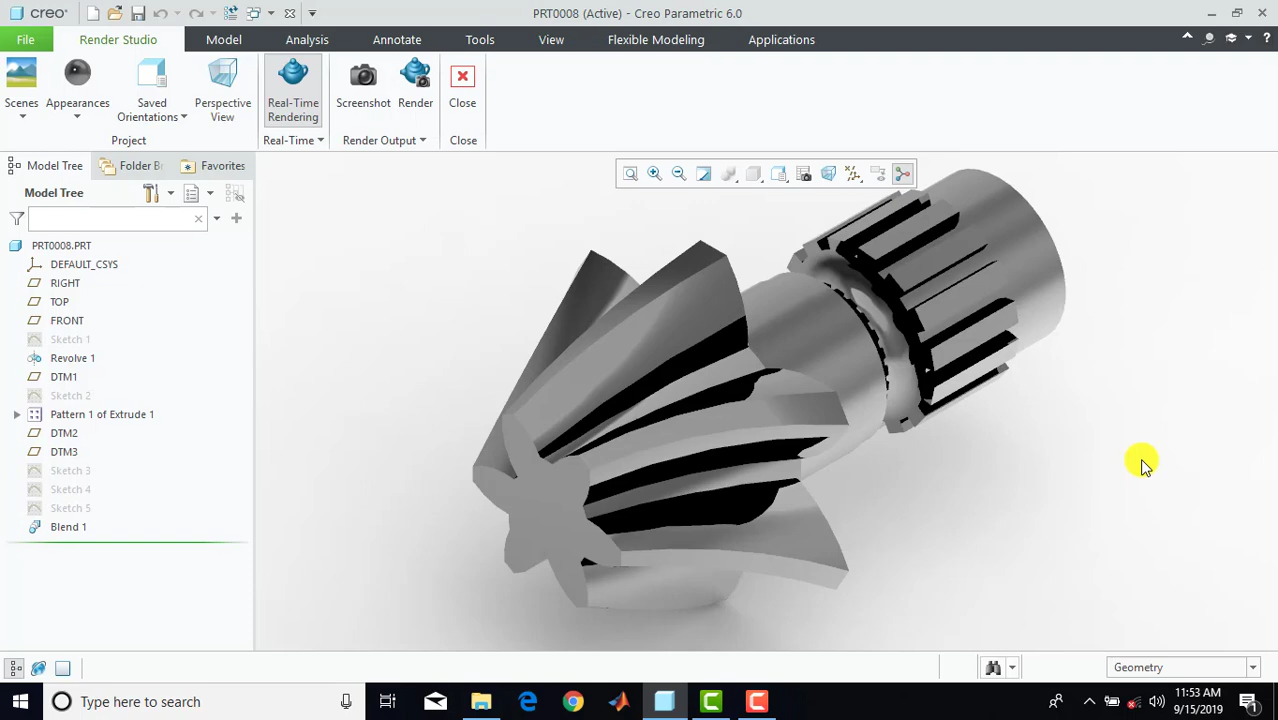 creo
PRT0008 (Active) - Creo Parametric 6.0
File
Render Studio
Model
Analysis
Annotate
Tools
View
Flexible Modeling
Applications
Scenes
Appearances
Saved Orientations
Perspective View
Real-Time Rendering
Screenshot
Render
Close
Project
Real-Time
Render Output
Close
Model Tree
Folder B
Favorites
Model Tree
PRT0008.PRT
DEFAULT_CSYS
RIGHT
TOP
FRONT
Sketch 1
Revolve 1
DTM1
Sketch 2
Pattern 1 of Extrude 1
DTM2
DTM3
Sketch 3
Sketch 4
Sketch 5
Blend 1
Geometry
Type here to search
11:53 AM
9/15/2019
1